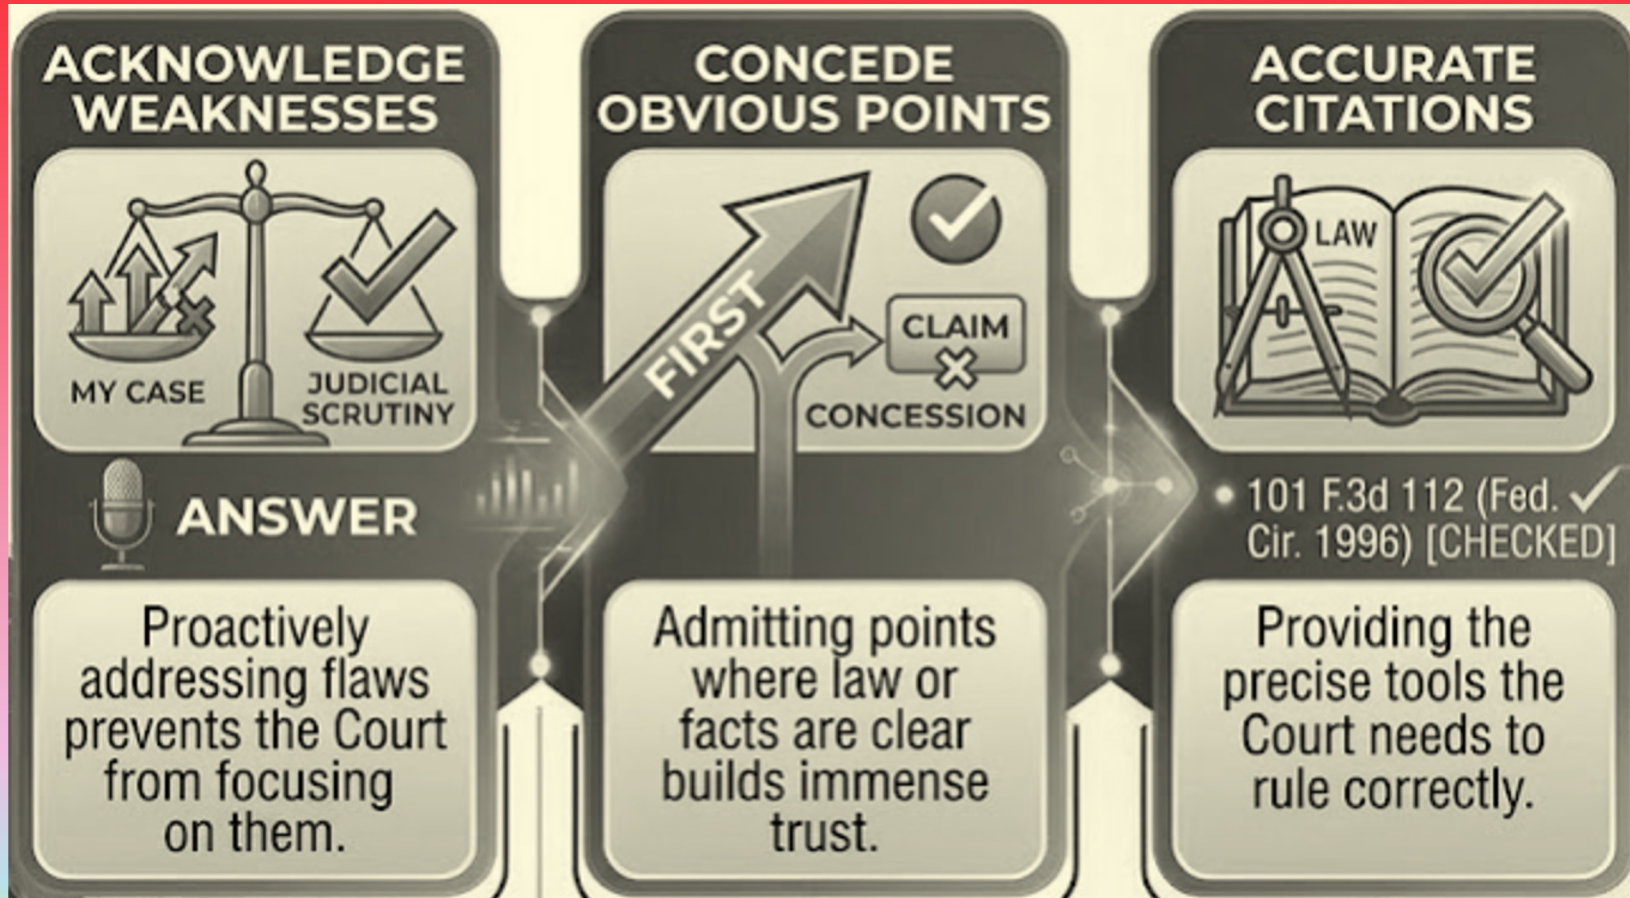 ACKNOWLEDGE
WEAKNESSES
MY CASE
JUDICIAL
SCRUTINY
ANSWER
Proactively
addressing flaws
prevents the Court
from focusing
on them.
CONCEDE
OBVIOUS POINTS
FIRST
CLAIM
CONCESSION
Admitting points
where law or
facts are clear
builds immense
trust.
ACCURATE
CITATIONS
LAW
101 F.3d 112 (Fed.
Cir. 1996) [CHECKED]
Providing the
precise tools the
Court needs to
rule correctly.